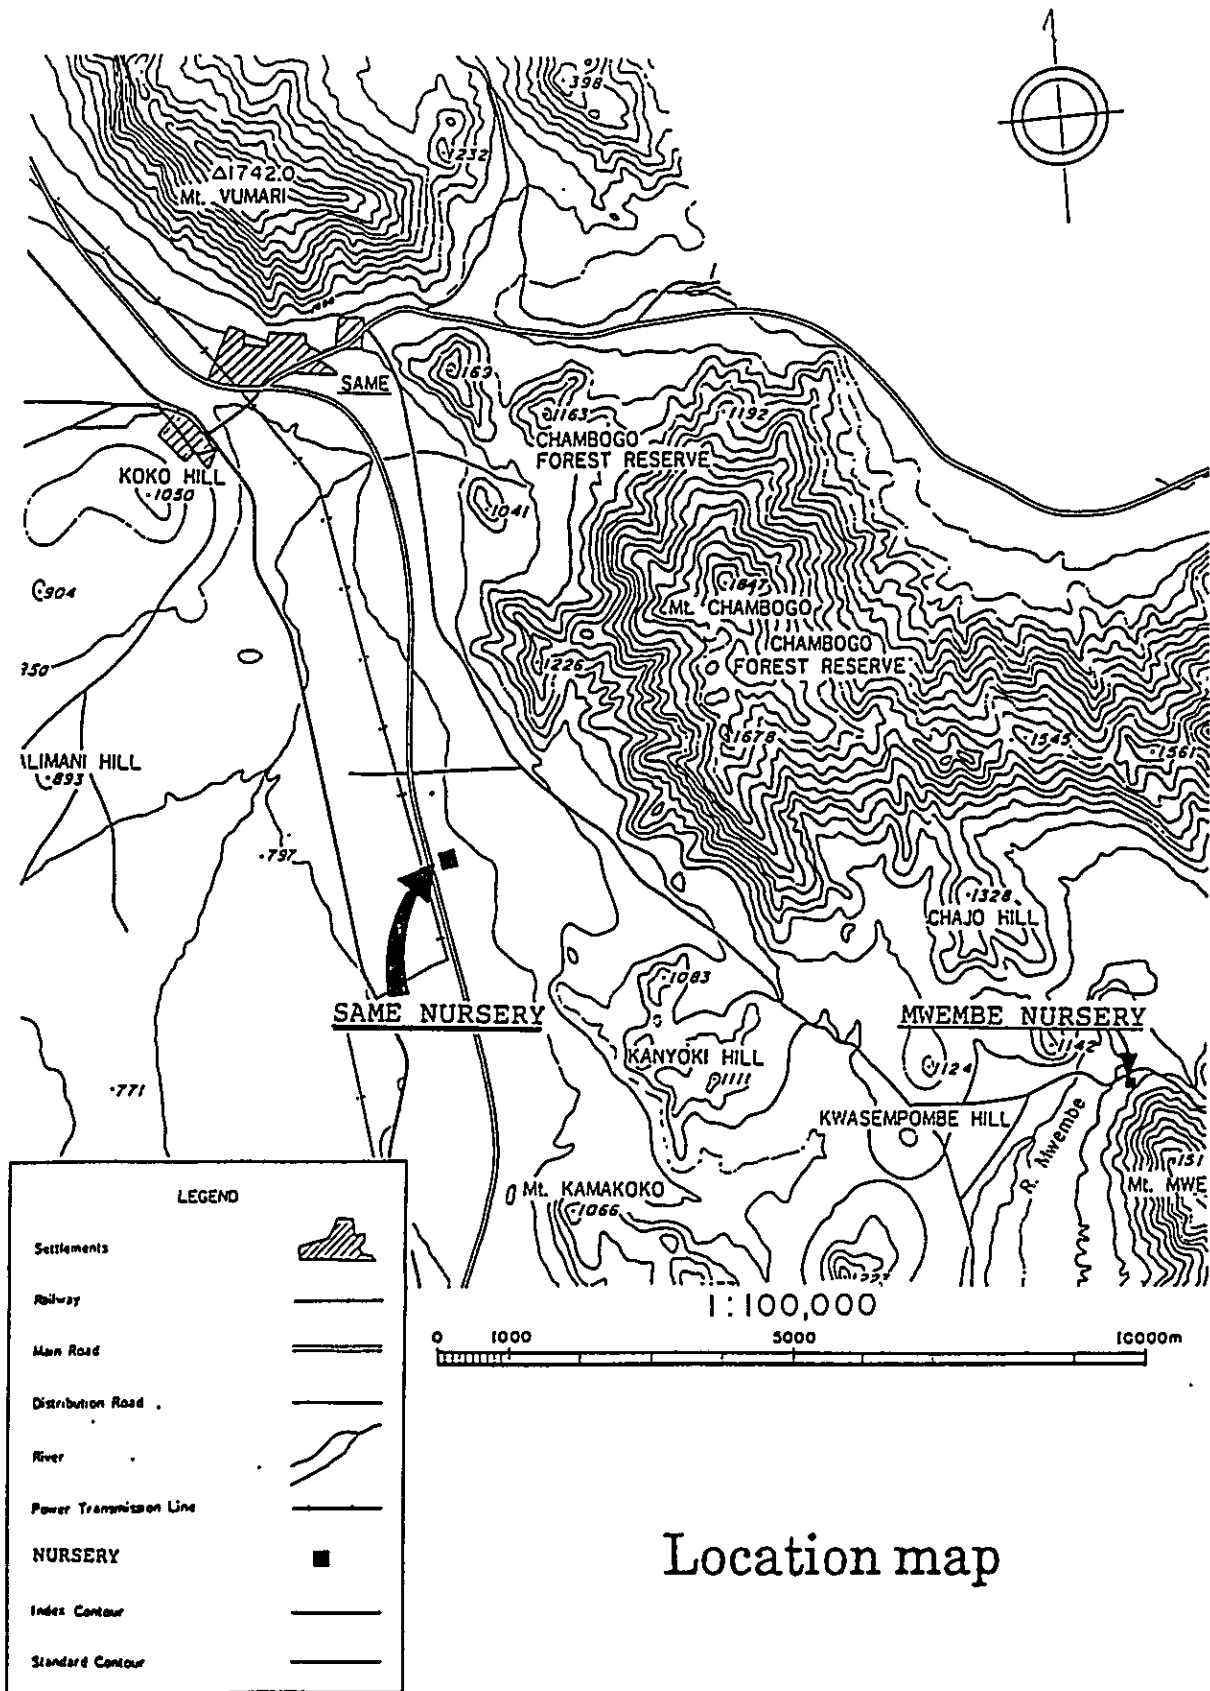 .398
.1232
△1742.0
Mt. VUMARI
SAME
.163
.1163
.1192
CHAMBOGO
FOREST RESERVE
KOKO HILL
.1050
.1041
.904
.1847
Mt. CHAMBOGO
CHAMBOGO
FOREST RESERVE
.1226
750
.1678
.1545
.1561
LIMANI HILL
.893
.797
.1328
CHAJO HILL
.1083
SAME NURSERY
MWEMBE NURSERY
.1142
KANYOKI HILL
.1111
.1124
.771
KWASEMPOMBE HILL
R. Mwembe
.151
Mt. MWE
Mt. KAMAKOKO
.1066
LEGEND
Settlements
Railway
Main Road
Distribution Road
River
Power Transmission Line
NURSERY
Index Contour
Standard Contour
1:100,000
0 1000 5000 10000m
Location map